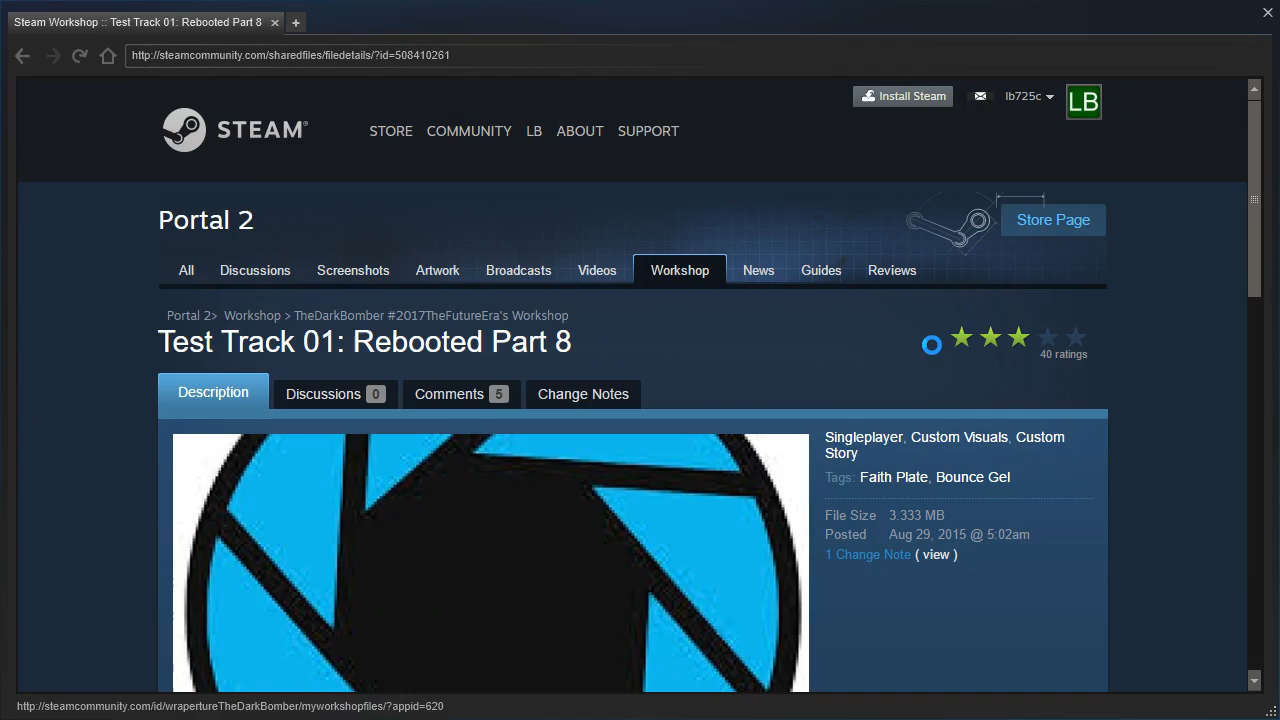 Steam Workshop :: Test Track 01: Rebooted Part 8
http://steamcommunity.com/sharedfiles/filedetails/?id=508410261
Install Steam lb725c LB
STEAM® STORE COMMUNITY LB ABOUT SUPPORT
Portal 2
Store Page
All Discussions Screenshots Artwork Broadcasts Videos Workshop News Guides Reviews
Portal 2> Workshop > TheDarkBomber #2017TheFutureEra's Workshop
Test Track 01: Rebooted Part 8
40 ratings
Description Discussions 0 Comments 5 Change Notes
Singleplayer, Custom Visuals, Custom
Story
Tags: Faith Plate, Bounce Gel
File Size 3.333 MB
Posted Aug 29, 2015 @ 5:02am
1 Change Note ( view )
http://steamcommunity.com/id/wrapertureTheDarkBomber/myworkshopfiles/?appid=620